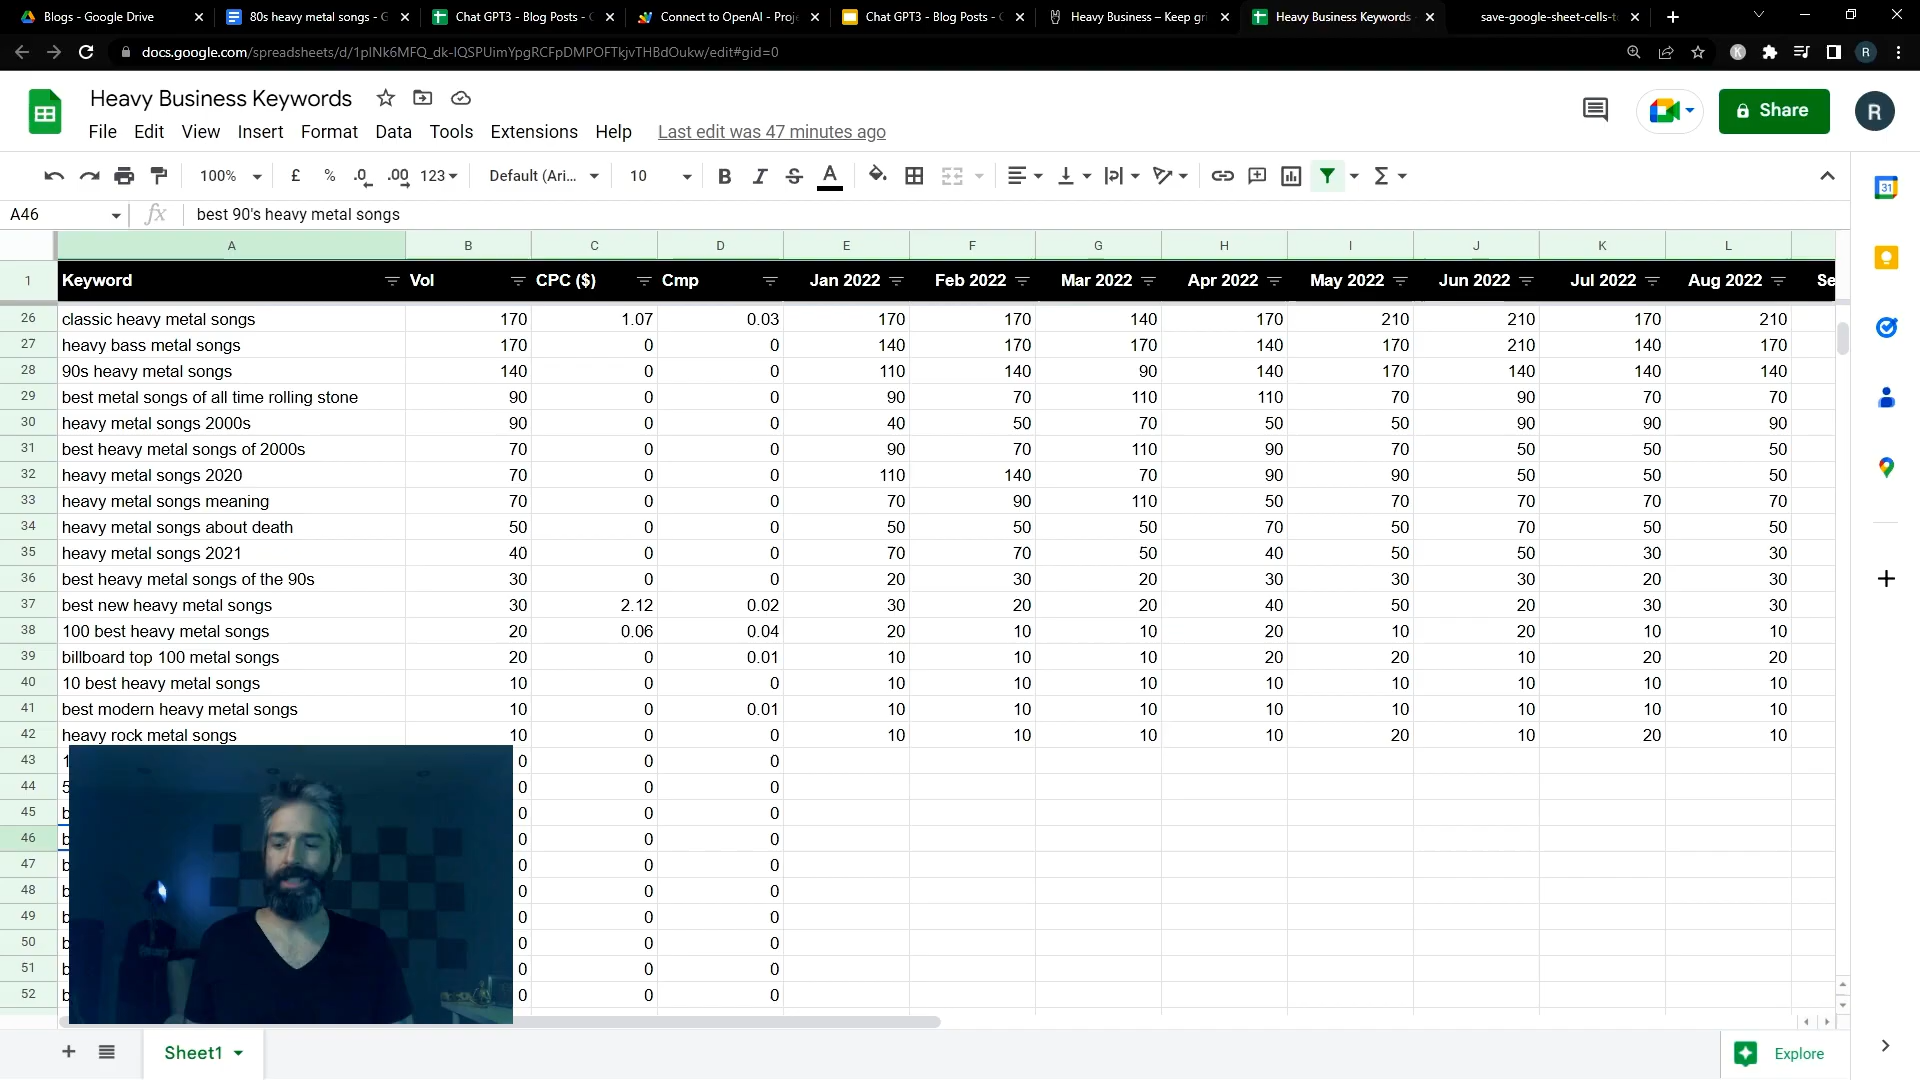 Blogs - Google Drive
80s heavy metal songs - G
Chat GPT3 - Blog Posts - G
Connect to OpenAI - Proje
Chat GPT3 - Blog Posts - G
Heavy Business – Keep gri
Heavy Business Keywords
save-google-sheet-cells-t
docs.google.com/spreadsheets/d/1pINk6MFQ_dk-IQSPUimYpgRCFpDMPOFTkjvTHBdOukw/edit#gid=0
Heavy Business Keywords
Share
R
File Edit View Insert Format Data Tools Extensions Help Last edit was 47 minutes ago
100% £ % .0 .00 123 Default (Ari... 10 B I S A
A46 fx best 90's heavy metal songs
A B C D E F G H I J K L
1 Keyword Vol CPC ($) Cmp Jan 2022 Feb 2022 Mar 2022 Apr 2022 May 2022 Jun 2022 Jul 2022 Aug 2022 Se
26 classic heavy metal songs 170 1.07 0.03 170 170 140 170 210 210 170 210
27 heavy bass metal songs 170 0 0 140 170 170 140 170 210 140 170
28 90s heavy metal songs 140 0 0 110 140 90 140 170 140 140 140
29 best metal songs of all time rolling stone 90 0 0 90 70 110 110 70 90 70 70
30 heavy metal songs 2000s 90 0 0 40 50 70 50 50 90 90 90
31 best heavy metal songs of 2000s 70 0 0 90 70 110 90 70 50 50 50
32 heavy metal songs 2020 70 0 0 110 140 70 90 90 50 50 50
33 heavy metal songs meaning 70 0 0 70 90 110 50 70 70 70 70
34 heavy metal songs about death 50 0 0 50 50 50 70 50 70 50 50
35 heavy metal songs 2021 40 0 0 70 70 50 40 50 50 30 30
36 best heavy metal songs of the 90s 30 0 0 20 30 20 30 30 30 20 30
37 best new heavy metal songs 30 2.12 0.02 30 20 20 40 50 20 30 30
38 100 best heavy metal songs 20 0.06 0.04 20 10 10 20 10 20 10 10
39 billboard top 100 metal songs 20 0 0.01 10 10 10 20 20 10 20 20
40 10 best heavy metal songs 10 0 0 10 10 10 10 10 10 10 10
41 best modern heavy metal songs 10 0 0.01 10 10 10 10 10 10 10 10
42 heavy rock metal songs 10 0 0 10 10 10 10 20 10 20 10
43 1 0 0 0
44 5 0 0 0
45 b 0 0 0
46 b 0 0 0
47 b 0 0 0
48 b 0 0 0
49 b 0 0 0
50 b 0 0 0
51 b 0 0 0
52 b 0 0 0
Sheet1
Explore